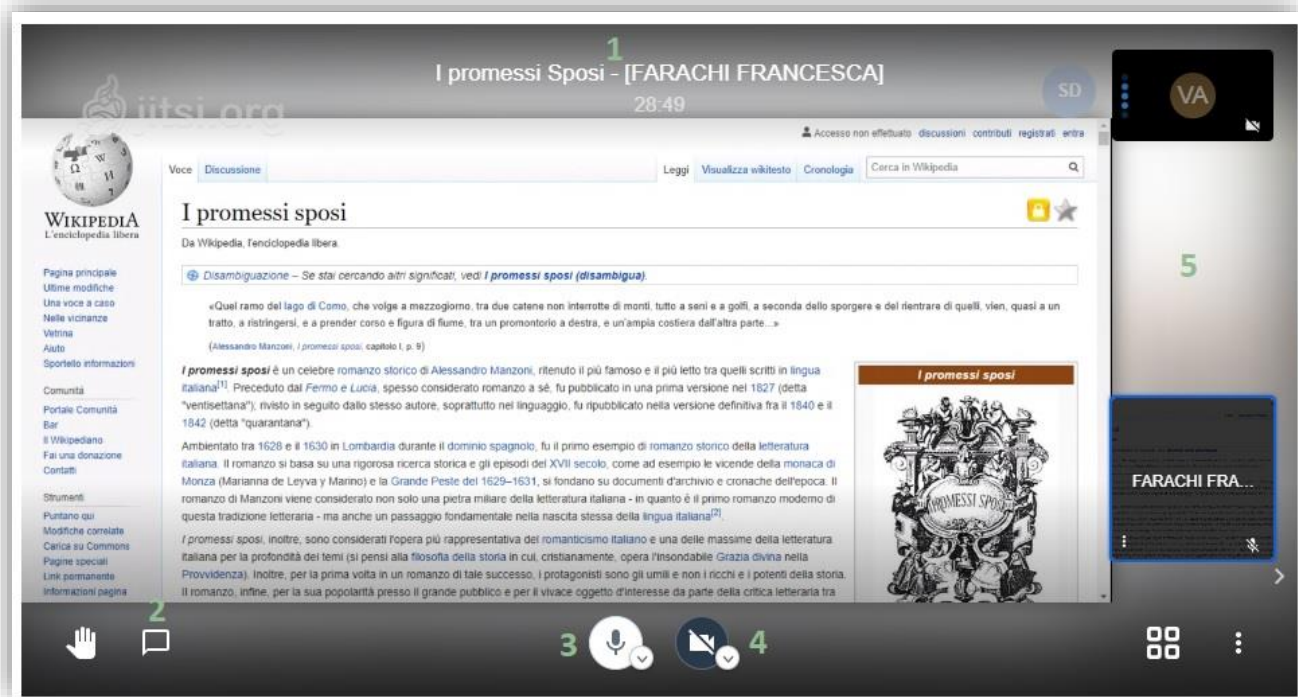 1
I promessi Sposi - [FARACHI FRANCESCA]
28:49
jitsi.org
SD
VA
WIKIPEDIA
L'enciclopedia libera
Accesso non effettuato discussioni contributi registrati entra
Voce Discussione
Leggi Visualizza wikitesto Cronologia Cerca in Wikipedia
I promessi sposi
Da Wikipedia, l'enciclopedia libera.
Disambiguazione – Se stai cercando altri significati, vedi I promessi sposi (disambigua).
«Quel ramo del lago di Como, che volge a mezzogiorno, tra due catene non interrotte di monti, tutto a seni e a golfi, a seconda dello sporgere e del rientrare di quelli, vien, quasi a un
tratto, a ristringersi, e a prender corso e figura di fiume, tra un promontorio a destra, e un'ampia costiera dall'altra parte...»
(Alessandro Manzoni, I promessi sposi, capitolo I, p. 9)
I promessi sposi è un celebre romanzo storico di Alessandro Manzoni, ritenuto il più famoso e il più letto tra quelli scritti in lingua
italiana[1]. Preceduto dal Fermo e Lucia, spesso considerato romanzo a sé, fu pubblicato in una prima versione nel 1827 (detta
"ventisettana"); rivisto in seguito dallo stesso autore, soprattutto nel linguaggio, fu ripubblicato nella versione definitiva fra il 1840 e il
1842 (detta "quarantana").
Ambientato tra 1628 e il 1630 in Lombardia durante il dominio spagnolo, fu il primo esempio di romanzo storico della letteratura
italiana. Il romanzo si basa su una rigorosa ricerca storica e gli episodi del XVII secolo, come ad esempio le vicende della monaca di
Monza (Marianna de Leyva y Marino) e la Grande Peste del 1629–1631, si fondano su documenti d'archivio e cronache dell'epoca. Il
romanzo di Manzoni viene considerato non solo una pietra miliare della letteratura italiana - in quanto è il primo romanzo moderno di
questa tradizione letteraria - ma anche un passaggio fondamentale nella nascita stessa della lingua italiana[2].
I promessi sposi, inoltre, sono considerati l'opera più rappresentativa del romanticismo italiano e una delle massime della letteratura
italiana per la profondità dei temi (si pensi alla filosofia della storia in cui, cristianamente, opera l'insondabile Grazia divina nella
Provvidenza). Inoltre, per la prima volta in un romanzo di tale successo, i protagonisti sono gli umili e non i ricchi e i potenti della storia.
Il romanzo, infine, per la sua popolarità presso il grande pubblico e per il vivace oggetto d'interesse da parte della critica letteraria tra
Pagina principale
Ultime modifiche
Una voce a caso
Nelle vicinanze
Vetrina
Aiuto
Sportello informazioni
Comunità
Portale Comunità
Bar
Il Wikipediano
Fai una donazione
Contatti
Strumenti
Puntano qui
Modifiche correlate
Carica su Commons
Pagine speciali
Link permanente
Informazioni pagina
I promessi sposi
PROMESSI SPOSI
5
FARACHI FRA...
2
3
4